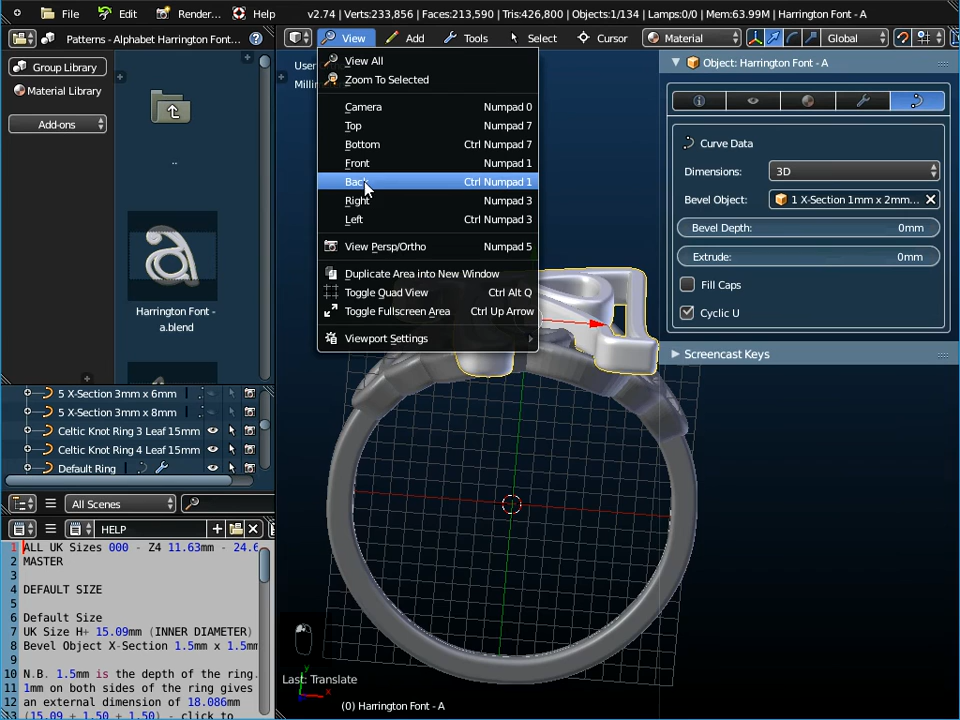 File Edit Render... Help v2.74 | Verts:233,856 | Faces:213,590 | Tris:426,800 | Objects:1/134 | Lamps:0/0 | Mem:63.99M | Harrington Font - A
Patterns - Alphabet Harrington Font...
View Add Tools Select Cursor Material Global
Group Library
Material Library
Add-ons
..
Harrington Font -
a.blend
5 X-Section 3mm x 6mm
5 X-Section 3mm x 8mm
Celtic Knot Ring 3 Leaf 15mm
Celtic Knot Ring 4 Leaf 15mm
Default Ring
All Scenes
HELP
1 ALL UK Sizes 000 - Z4 11.63mm - 24.6
2 MASTER
3
4 DEFAULT SIZE
5
6 Default Size
7 UK Size H+ 15.09mm (INNER DIAMETER)
8 Bevel Object X-Section 1.5mm x 1.5mm
9
10 N.B. 1.5mm is the depth of the ring.
11 1mm on both sides of the ring gives
12 an external dimension of 18.086mm
13 (15.09 + 1.50 + 1.50) - click to
User
Millin
View All
Zoom To Selected
Camera Numpad 0
Top Numpad 7
Bottom Ctrl Numpad 7
Front Numpad 1
Back Ctrl Numpad 1
Right Numpad 3
Left Ctrl Numpad 3
View Persp/Ortho Numpad 5
Duplicate Area into New Window
Toggle Quad View Ctrl Alt Q
Toggle Fullscreen Area Ctrl Up Arrow
Viewport Settings
Object: Harrington Font - A
Curve Data
Dimensions: 3D
Bevel Object: 1 X-Section 1mm x 2mm...
Bevel Depth: 0mm
Extrude: 0mm
Fill Caps
Cyclic U
Screencast Keys
Last: Translate
y
x
(0) Harrington Font - A